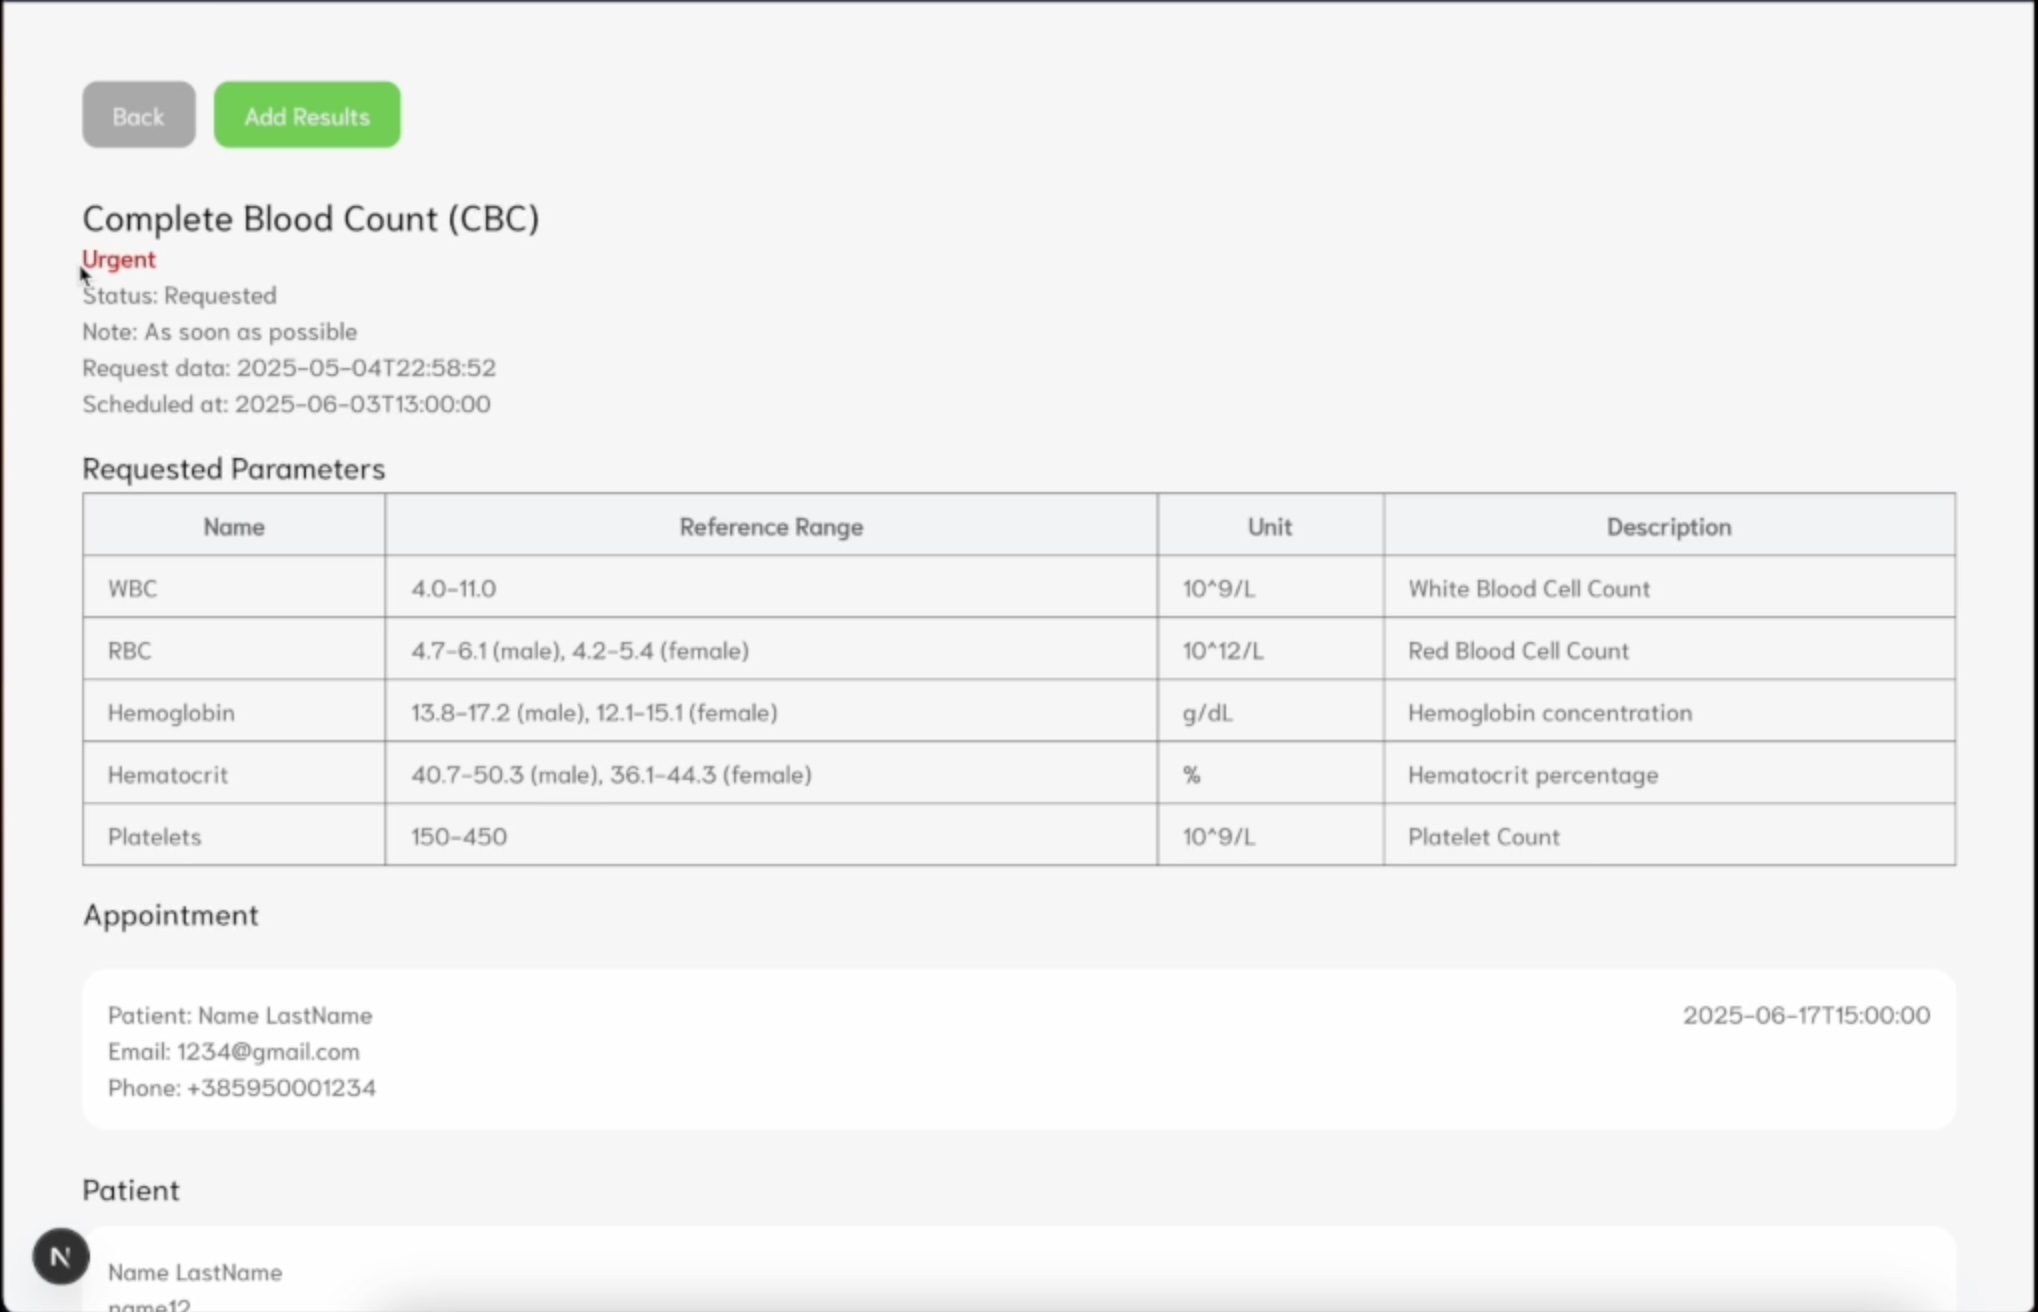 Back Add Results
Complete Blood Count (CBC)
Urgent
Status: Requested
Note: As soon as possible
Request data: 2025-05-04T22:58:52
Scheduled at: 2025-06-03T13:00:00
Requested Parameters
Name Reference Range Unit Description
WBC 4.0-11.0 10^9/L White Blood Cell Count
RBC 4.7-6.1 (male), 4.2-5.4 (female) 10^12/L Red Blood Cell Count
Hemoglobin 13.8-17.2 (male), 12.1-15.1 (female) g/dL Hemoglobin concentration
Hematocrit 40.7-50.3 (male), 36.1-44.3 (female) % Hematocrit percentage
Platelets 150-450 10^9/L Platelet Count
Appointment
Patient: Name LastName 2025-06-17T15:00:00
Email: 1234@gmail.com
Phone: +385950001234
Patient
N
Name LastName
name12